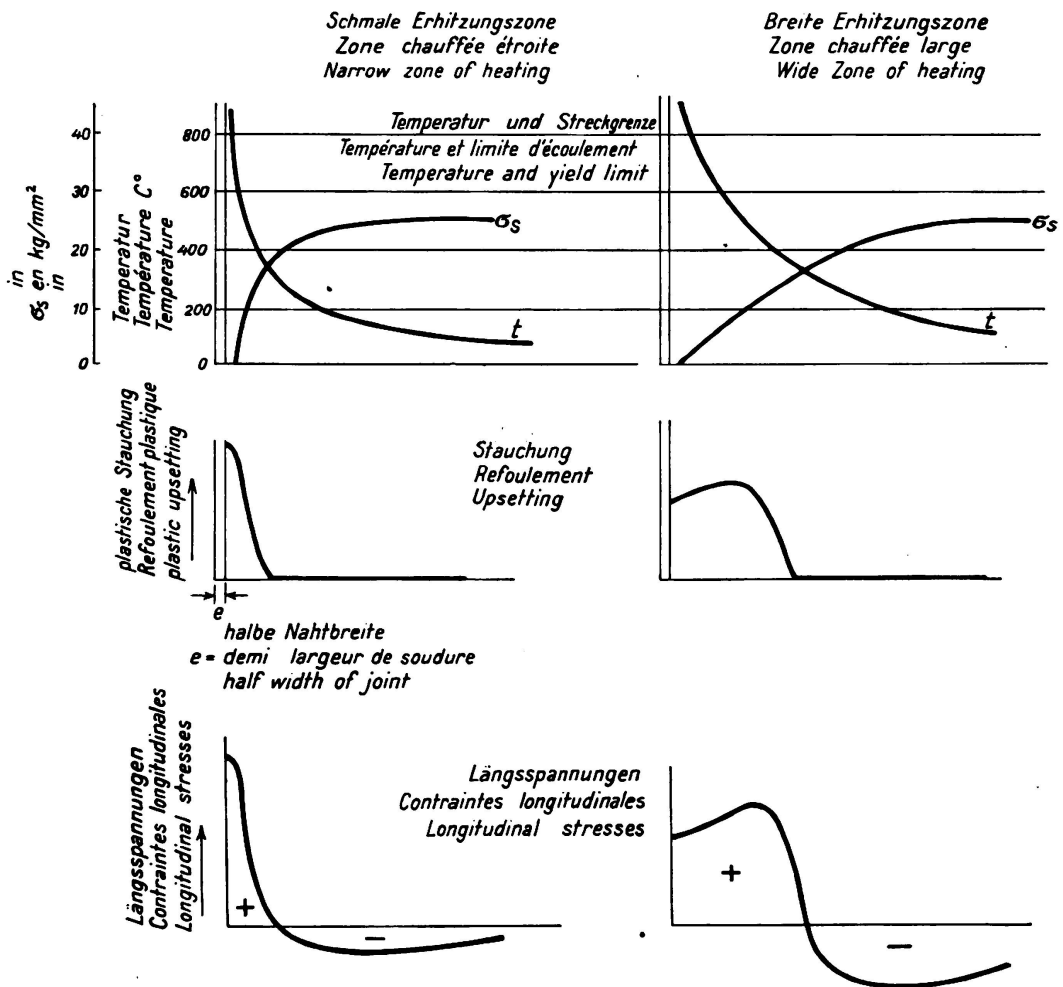 Schmale Erhitzungszone
Zone chauffée étroite
Narrow zone of heating
Breite Erhitzungszone
Zone chauffée large
Wide Zone of heating
Temperatur und Streckgrenze
Température et limite d'écoulement
Temperature and yield limit
in
σs en kg/mm²
in
40
30
20
10
0
Temperatur
Température C°
Temperature
800
600
400
200
0
σs
t
σs
t
plastische Stauchung
Refoulement plastique
plastic upsetting
Stauchung
Refoulement
Upsetting
e
halbe Nahtbreite
e = demi largeur de soudure
half width of joint
Längsspannungen
Contraintes longitudinales
Longitudinal stresses
Längsspannungen
Contraintes longitudinales
Longitudinal stresses
+
−
+
−